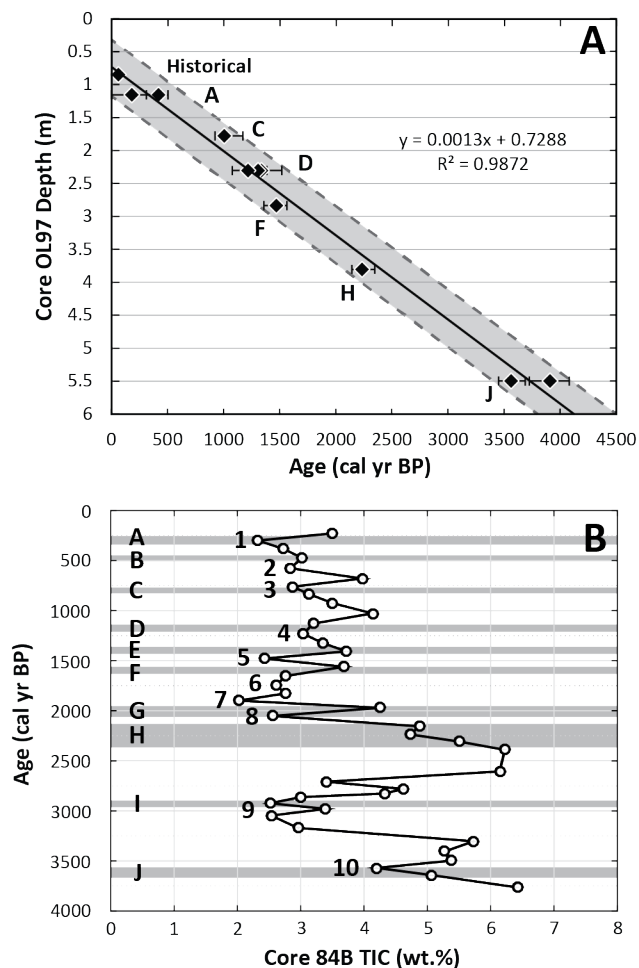 0
0.5
1
1.5
2
2.5
3
3.5
4
4.5
5
5.5
6
Core OL97 Depth (m)
A
Historical
A
C
D
F
H
J
y = 0.0013x + 0.7288
R² = 0.9872
0 500 1000 1500 2000 2500 3000 3500 4000 4500
Age (cal yr BP)
0
500
1000
1500
2000
2500
3000
3500
4000
Age (cal yr BP)
B
A
B
C
D
E
F
G
H
I
J
1
2
3
4
5
6
7
8
9
10
0 1 2 3 4 5 6 7 8
Core 84B TIC (wt.%)